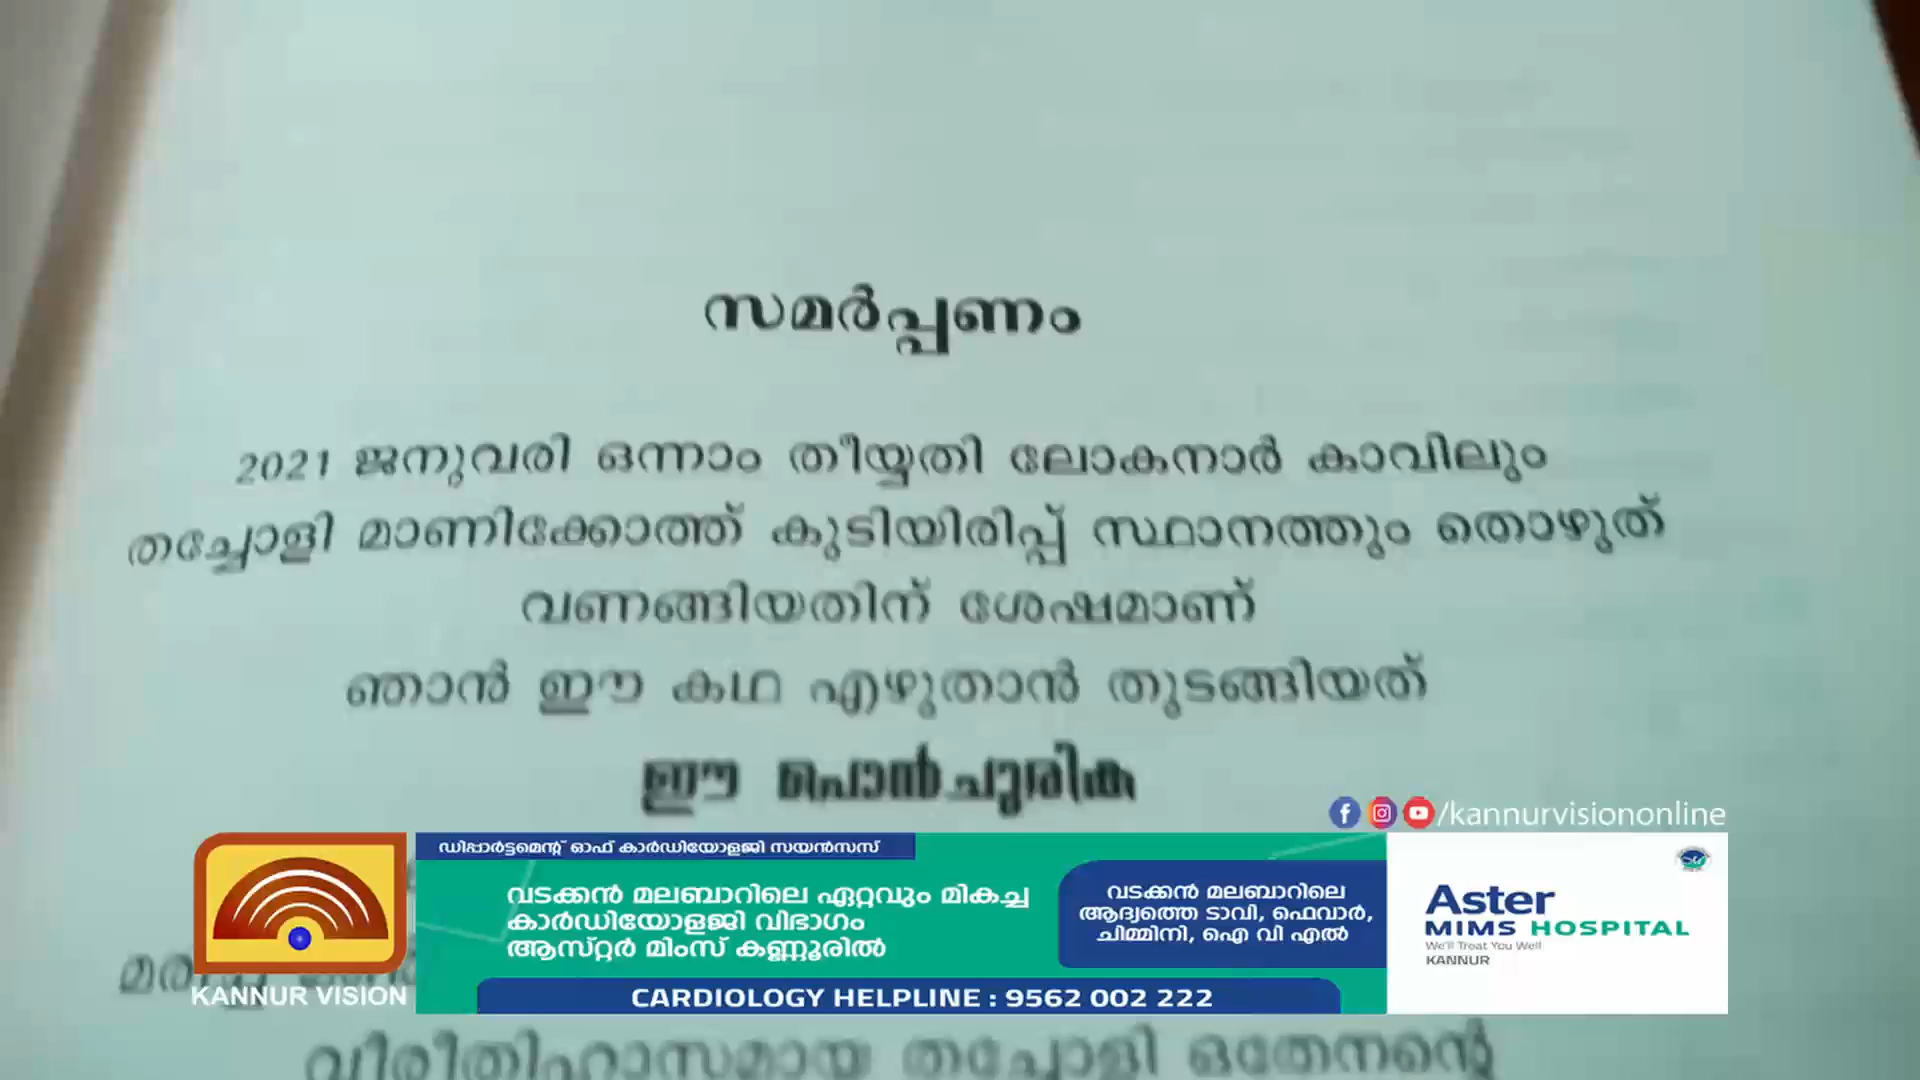 സമർപ്പണം
2021 ജനുവരി ഒന്നാം തീയ്യതി ലോകനാർ കാവിലും
തച്ചോളി മാണിക്കോത്ത് കുടിയിരിപ്പ് സ്ഥാനത്തും തൊഴുത്
വണങ്ങിയതിന് ശേഷമാണ്
ഞാൻ ഈ കഥ എഴുതാൻ തുടങ്ങിയത്
ഈ പൊൻചുരിക
/kannurvisiononline
ഡിപ്പാർട്ടമെന്റ് ഓഫ് കാർഡിയോളജി സയൻസസ്
വടക്കൻ മലബാറിലെ ഏറ്റവും മികച്ച
കാർഡിയോളജി വിഭാഗം
ആസ്റ്റർ മിംസ് കണ്ണൂരിൽ
വടക്കൻ മലബാറിലെ
ആദ്യത്തെ ടാവി, ഫെവാർ,
ചിമ്മിനി, ഐ വി എൽ
Aster
MIMS HOSPITAL
We'll Treat You Well
KANNUR
KANNUR VISION
CARDIOLOGY HELPLINE : 9562 002 222
തച്ചോളി ഒതേനന്റെ